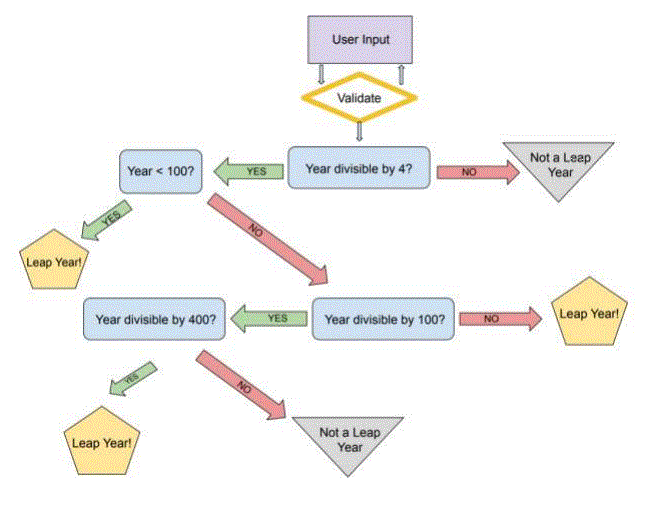 User Input
Validate
Year < 100?
YES
Year divisible by 4?
NO
Not a Leap
Year
YES
NO
Leap Year!
Year divisible by 400?
YES
Year divisible by 100?
NO
Leap Year!
YES
NO
Leap Year!
Not a Leap
Year